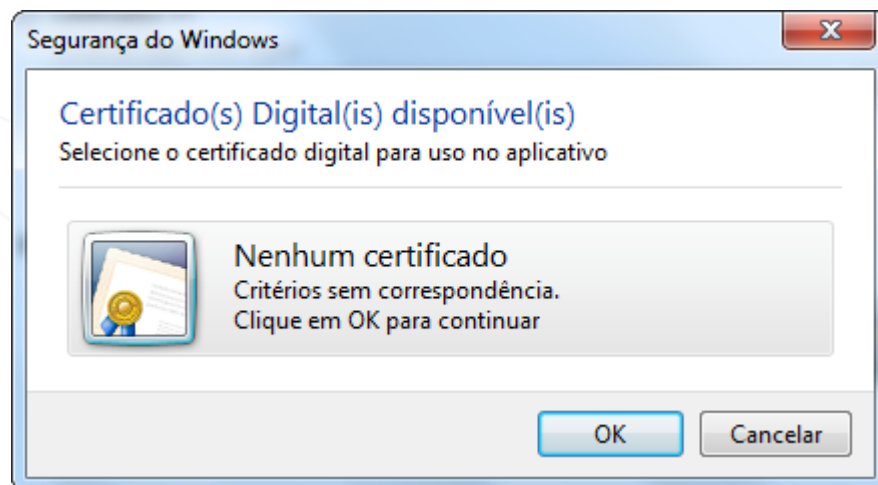 Segurança do Windows
Certificado(s) Digital(is) disponível(is)
Selecione o certificado digital para uso no aplicativo
Nenhum certificado
Critérios sem correspondência.
Clique em OK para continuar
OK
Cancelar